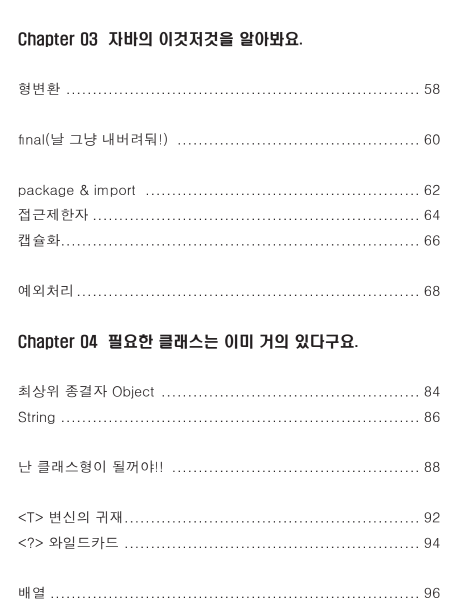 Chapter 03 자바의 이것저것을 알아봐요.
형변환 ........................................ 58
final(날 그냥 내버려둬!) ........................................ 60
package & import ........................................ 62
접근제한자 ........................................ 64
캡슐화 ........................................ 66
예외처리 ........................................ 68
Chapter 04 필요한 클래스는 이미 거의 있다구요.
최상위 종결자 Object ........................................ 84
String ........................................ 86
난 클래스형이 될꺼야!! ........................................ 88
<T> 변신의 귀재 ........................................ 92
<?> 와일드카드 ........................................ 94
배열 ........................................ 96